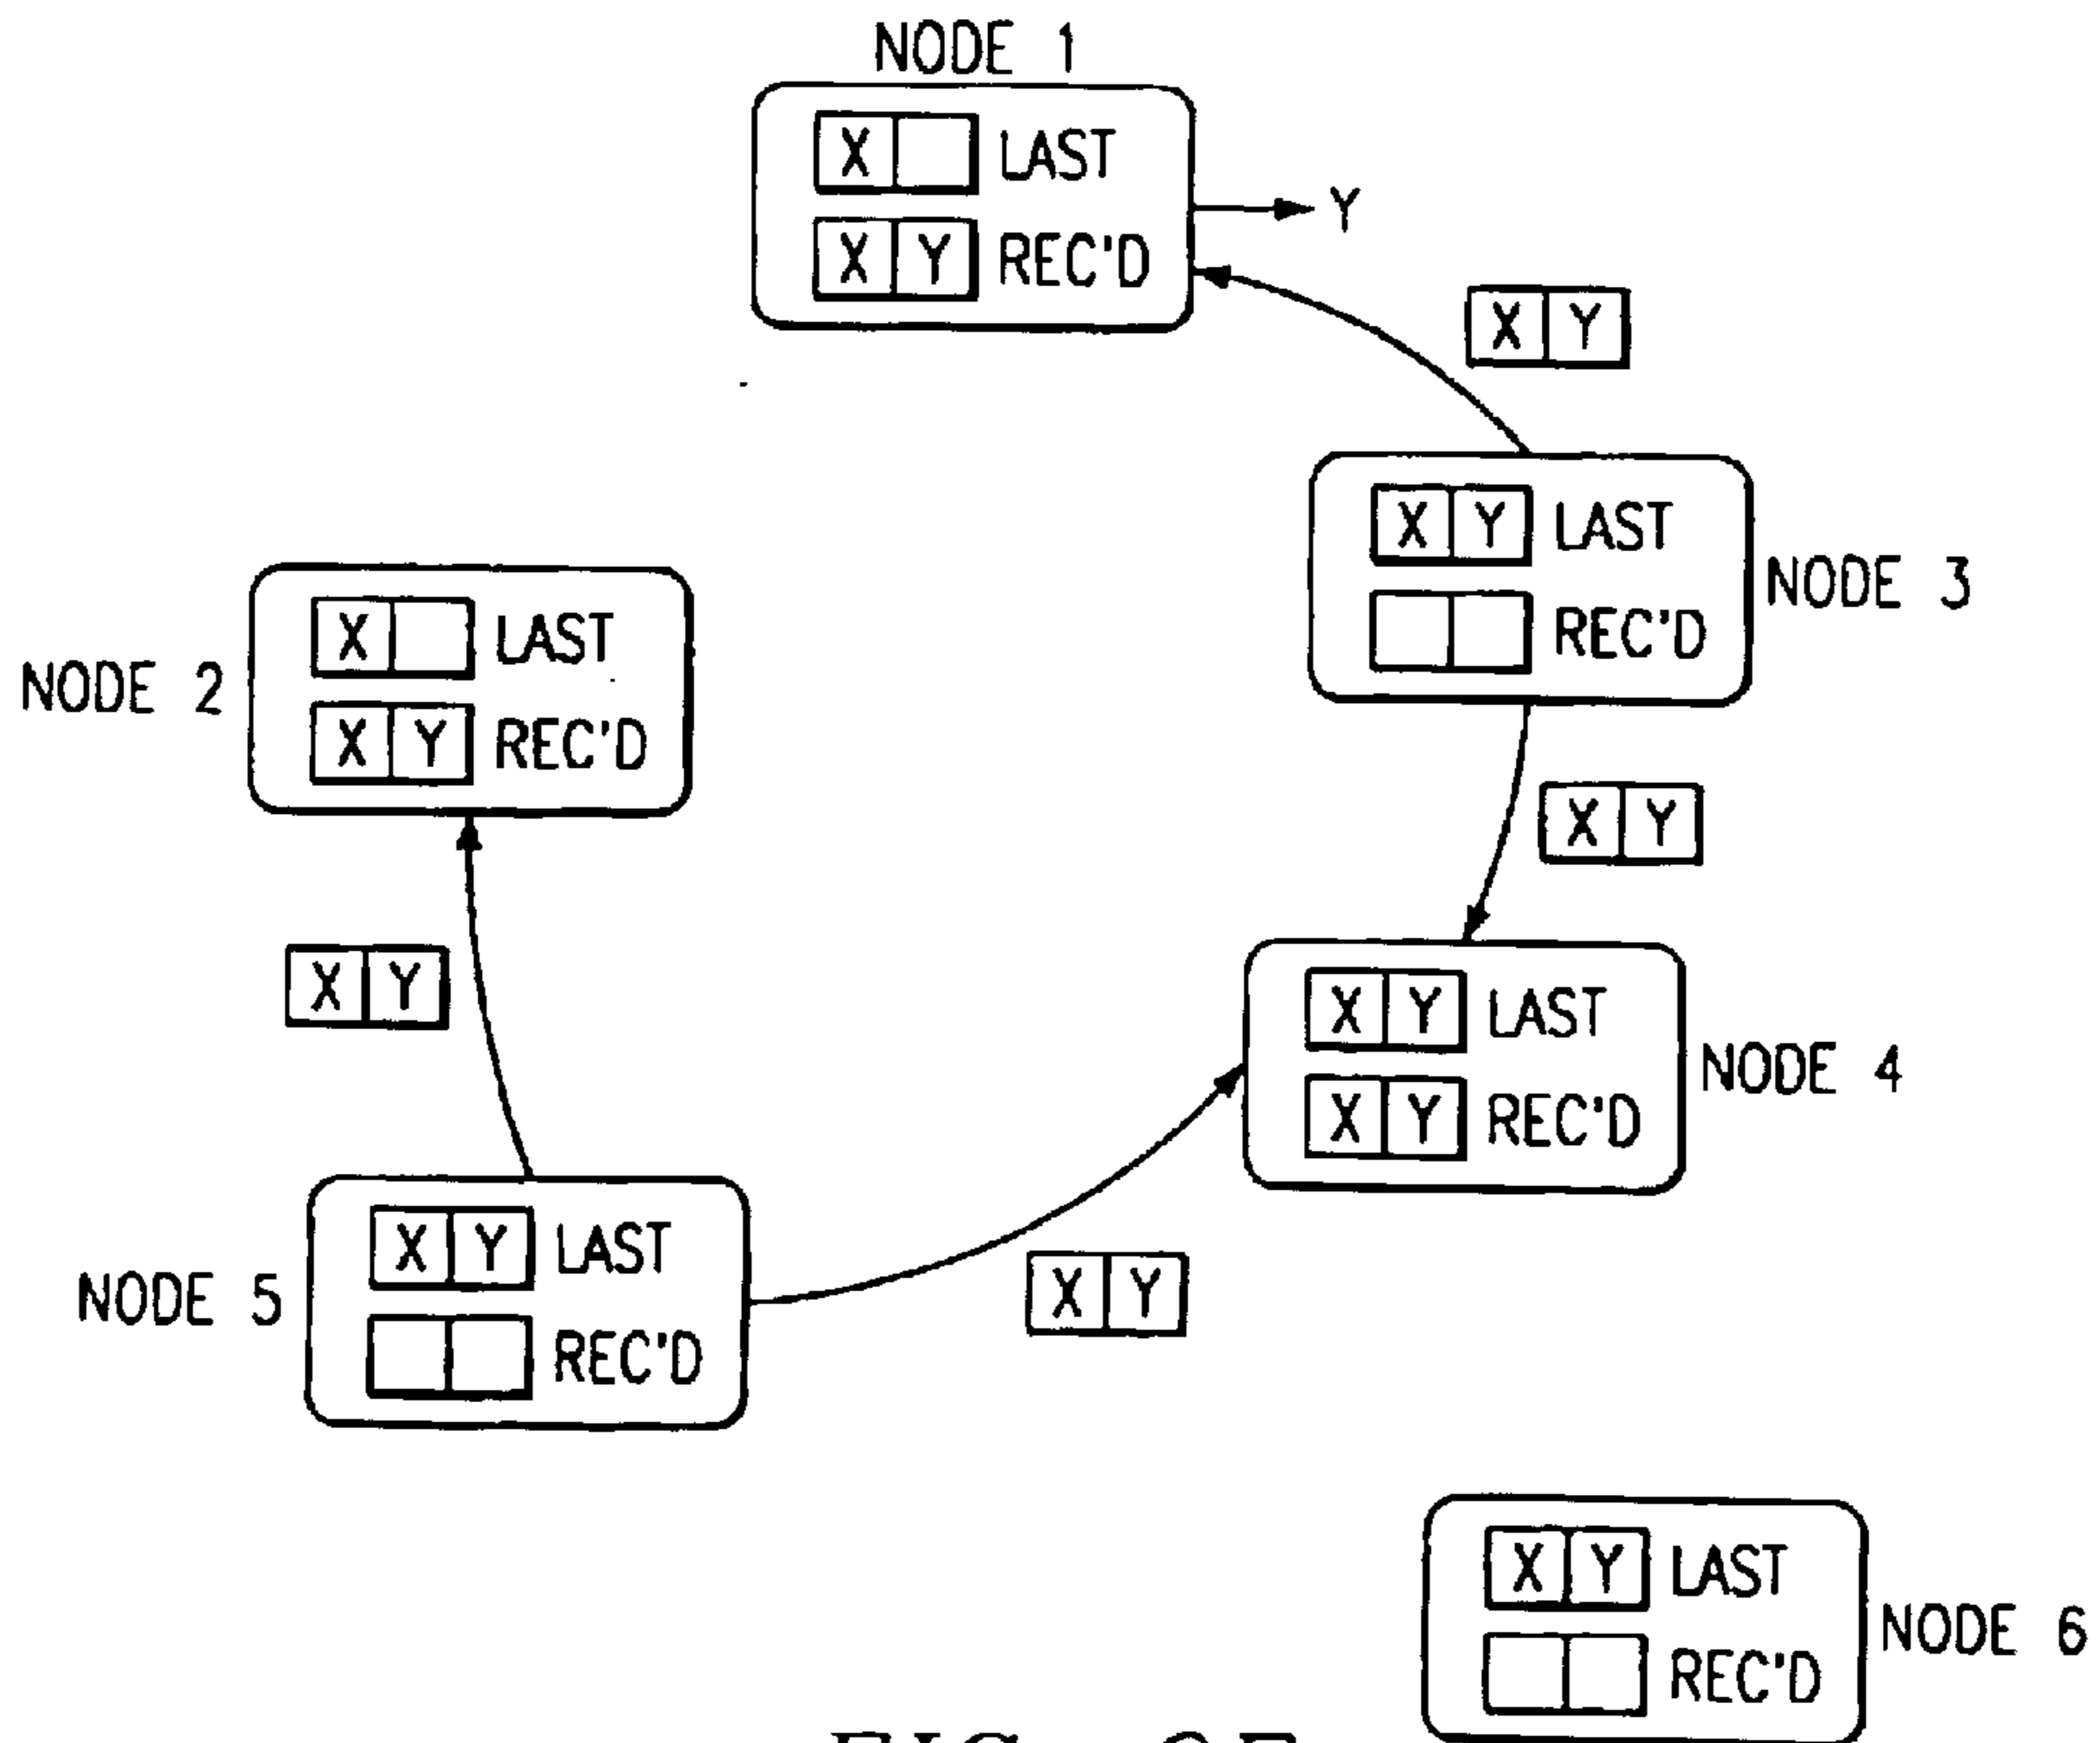 NODE 1
X LAST
X Y REC'D
Y
X Y
X Y LAST
REC'D
NODE 3
NODE 2
X LAST
X Y REC'D
X Y
X Y
X Y LAST
X Y REC'D
NODE 4
NODE 5
X Y LAST
REC'D
X Y
X Y LAST
REC'D
NODE 6